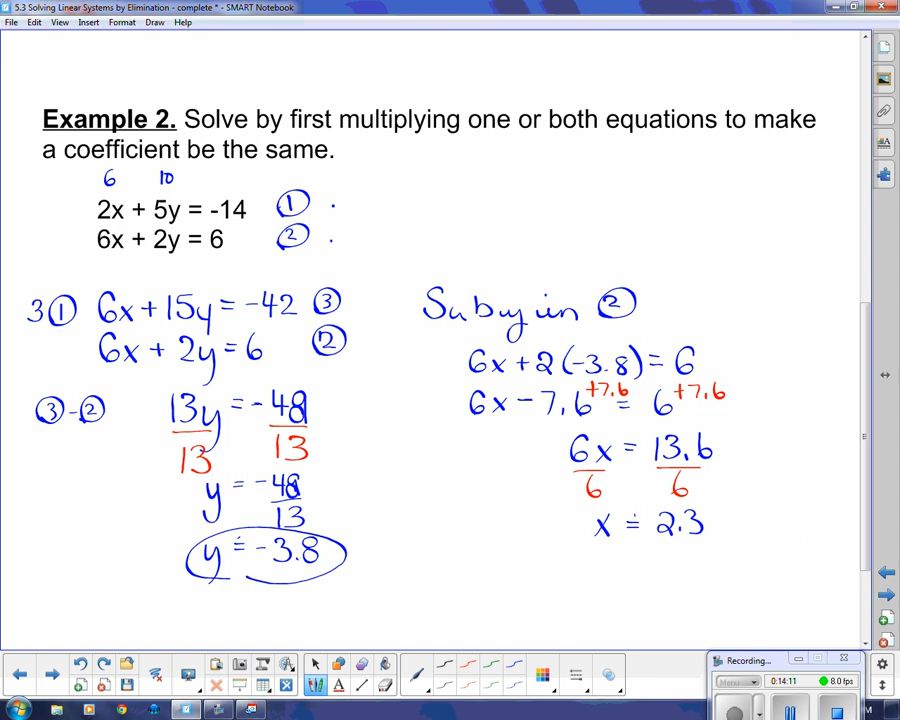 5.3 Solving Linear Systems by Elimination - complete * - SMART Notebook
File Edit View Insert Format Draw Help
Example 2. Solve by first multiplying one or both equations to make
a coefficient be the same.
6 10
2x + 5y = -14 ①
6x + 2y = 6 ②
3① 6x + 15y = -42 ③
6x + 2y = 6 ②
③-② 13y = -48
13 13
y = -48
13
y ≐ -3.8
Sub y in ②
6x + 2(-3.8) = 6
6x - 7.6 +7.6 = 6 +7.6
6x = 13.6
6 6
x ≐ 2.3
Recording...
Menu 0:14:11 8.0 fps